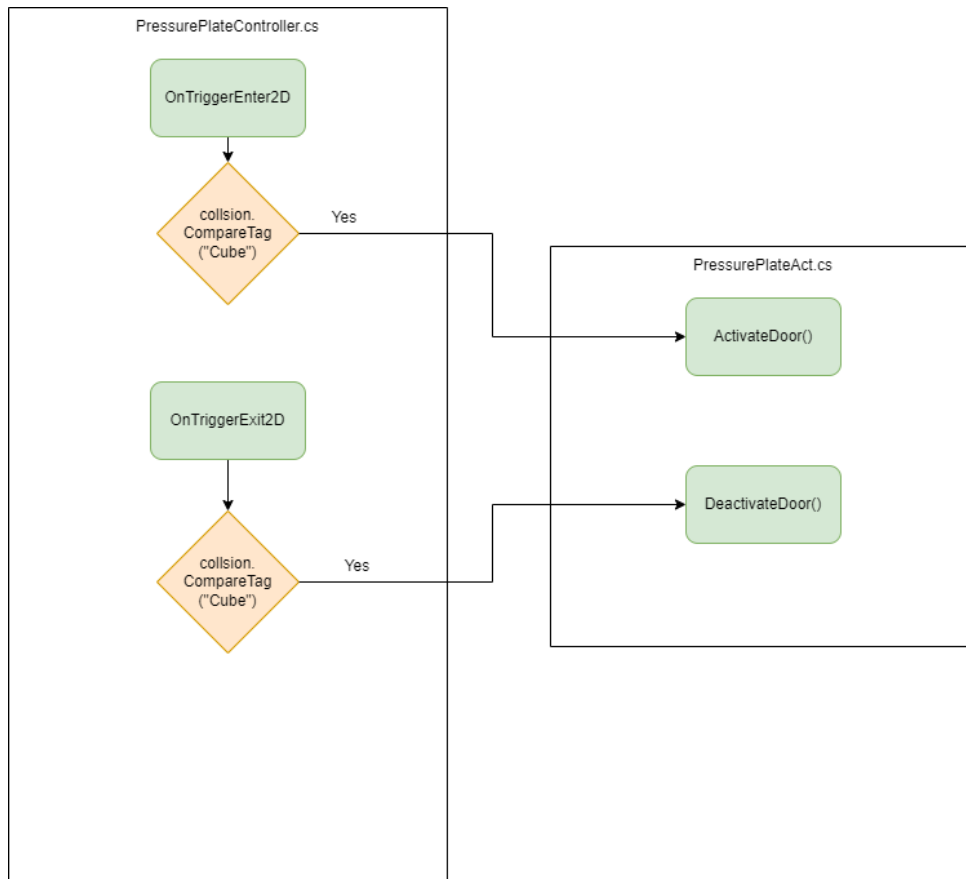 PressurePlateController.cs
OnTriggerEnter2D
collsion.
CompareTag
("Cube")
Yes
PressurePlateAct.cs
ActivateDoor()
OnTriggerExit2D
DeactivateDoor()
collsion.
CompareTag
("Cube")
Yes